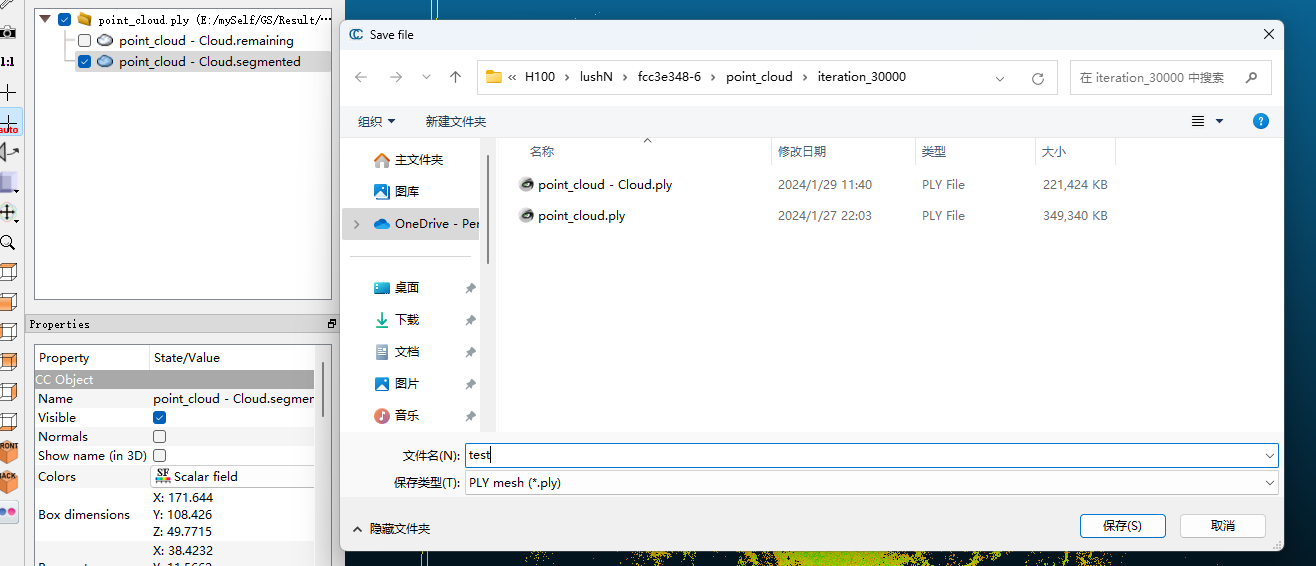 point_cloud.ply (E:/mySelf/GS/Result/···
point_cloud - Cloud.remaining
point_cloud - Cloud.segmented
1:1
auto
Properties
Property State/Value
CC Object
Name point_cloud - Cloud.segmen
Visible
Normals
Show name (in 3D)
Colors SF Scalar field
Box dimensions
X: 171.644
Y: 108.426
Z: 49.7715
X: 38.4232
FRONT
BACK
Save file
« H100 › lushN › fcc3e348-6 › point_cloud › iteration_30000
在 iteration_30000 中搜索
组织 新建文件夹
主文件夹
图库
OneDrive - Per
桌面
下载
文档
图片
音乐
名称 修改日期 类型 大小
point_cloud - Cloud.ply 2024/1/29 11:40 PLY File 221,424 KB
point_cloud.ply 2024/1/27 22:03 PLY File 349,340 KB
文件名(N): test
保存类型(T): PLY mesh (*.ply)
隐藏文件夹
保存(S) 取消